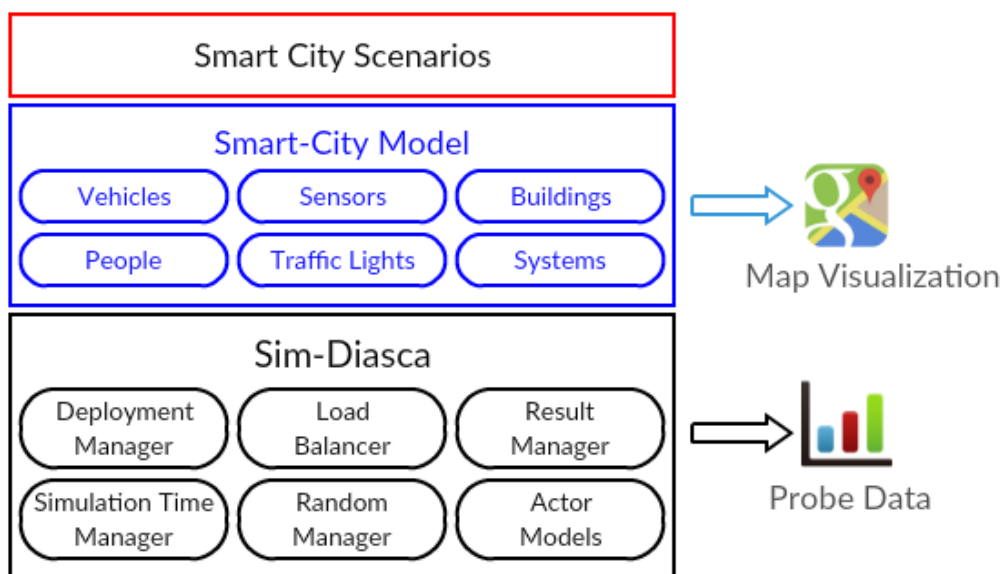 Smart City Scenarios
Smart-City Model
Vehicles
Sensors
Buildings
People
Traffic Lights
Systems
Map Visualization
Sim-Diasca
Deployment
Manager
Load
Balancer
Result
Manager
Simulation Time
Manager
Random
Manager
Actor
Models
Probe Data